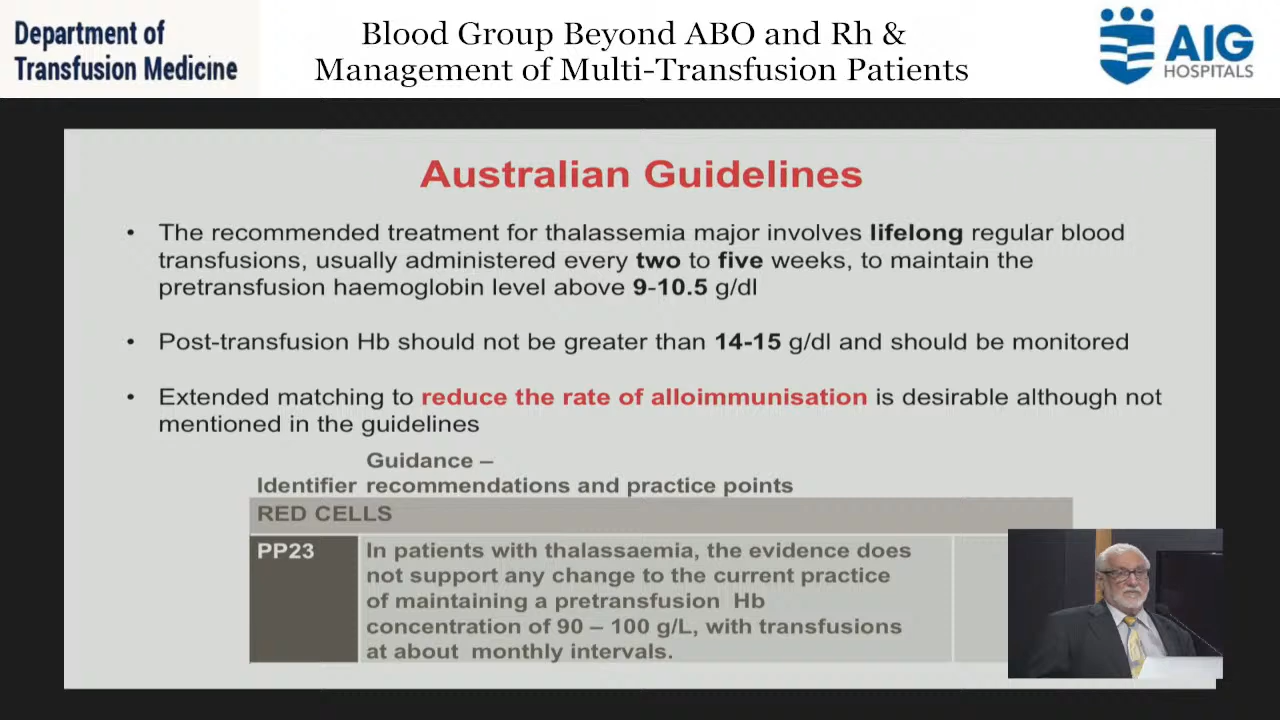 Department of
Transfusion Medicine
Blood Group Beyond ABO and Rh &
Management of Multi-Transfusion Patients
AIG
HOSPITALS
Australian Guidelines
• The recommended treatment for thalassemia major involves lifelong regular blood
transfusions, usually administered every two to five weeks, to maintain the
pretransfusion haemoglobin level above 9-10.5 g/dl
• Post-transfusion Hb should not be greater than 14-15 g/dl and should be monitored
• Extended matching to reduce the rate of alloimmunisation is desirable although not
mentioned in the guidelines
Guidance –
Identifier recommendations and practice points
RED CELLS
PP23 In patients with thalassaemia, the evidence does
not support any change to the current practice
of maintaining a pretransfusion Hb
concentration of 90 – 100 g/L, with transfusions
at about monthly intervals.